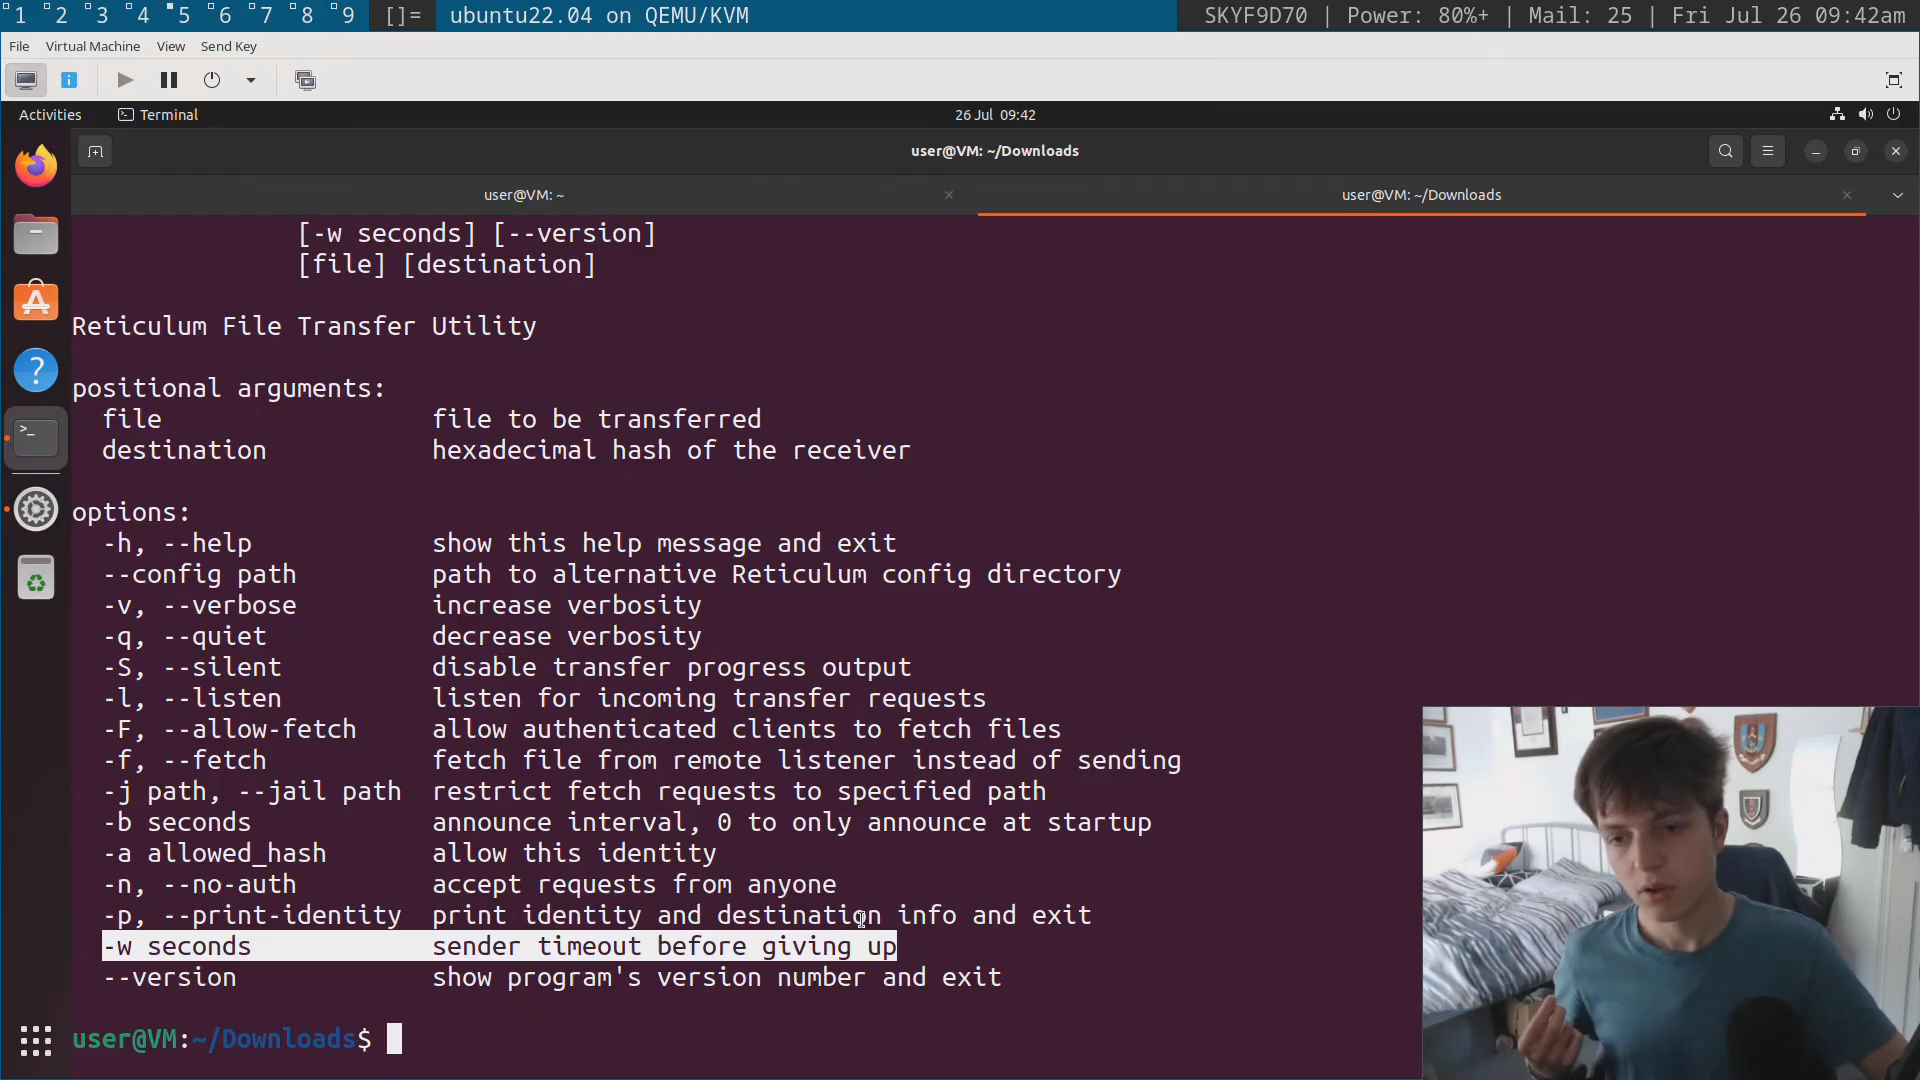 1 2 3 4 5 6 7 8 9 []= ubuntu22.04 on QEMU/KVM SKYF9D70 | Power: 80%+ | Mail: 25 | Fri Jul 26 09:42am
File Virtual Machine View Send Key
Activities Terminal 26 Jul 09:42
user@VM: ~/Downloads
user@VM: ~ user@VM: ~/Downloads
[-w seconds] [--version]
[file] [destination]
Reticulum File Transfer Utility
positional arguments:
file file to be transferred
destination hexadecimal hash of the receiver
options:
-h, --help show this help message and exit
--config path path to alternative Reticulum config directory
-v, --verbose increase verbosity
-q, --quiet decrease verbosity
-S, --silent disable transfer progress output
-l, --listen listen for incoming transfer requests
-F, --allow-fetch allow authenticated clients to fetch files
-f, --fetch fetch file from remote listener instead of sending
-j path, --jail path restrict fetch requests to specified path
-b seconds announce interval, 0 to only announce at startup
-a allowed_hash allow this identity
-n, --no-auth accept requests from anyone
-p, --print-identity print identity and destination info and exit
-w seconds sender timeout before giving up
--version show program's version number and exit
user@VM:~/Downloads$